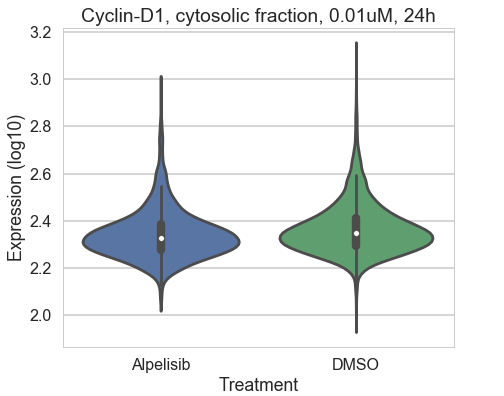 Cyclin-D1, cytosolic fraction, 0.01uM, 24h
3.2
3.0
2.8
2.6
2.4
2.2
2.0
Expression (log10)
Alpelisib
DMSO
Treatment